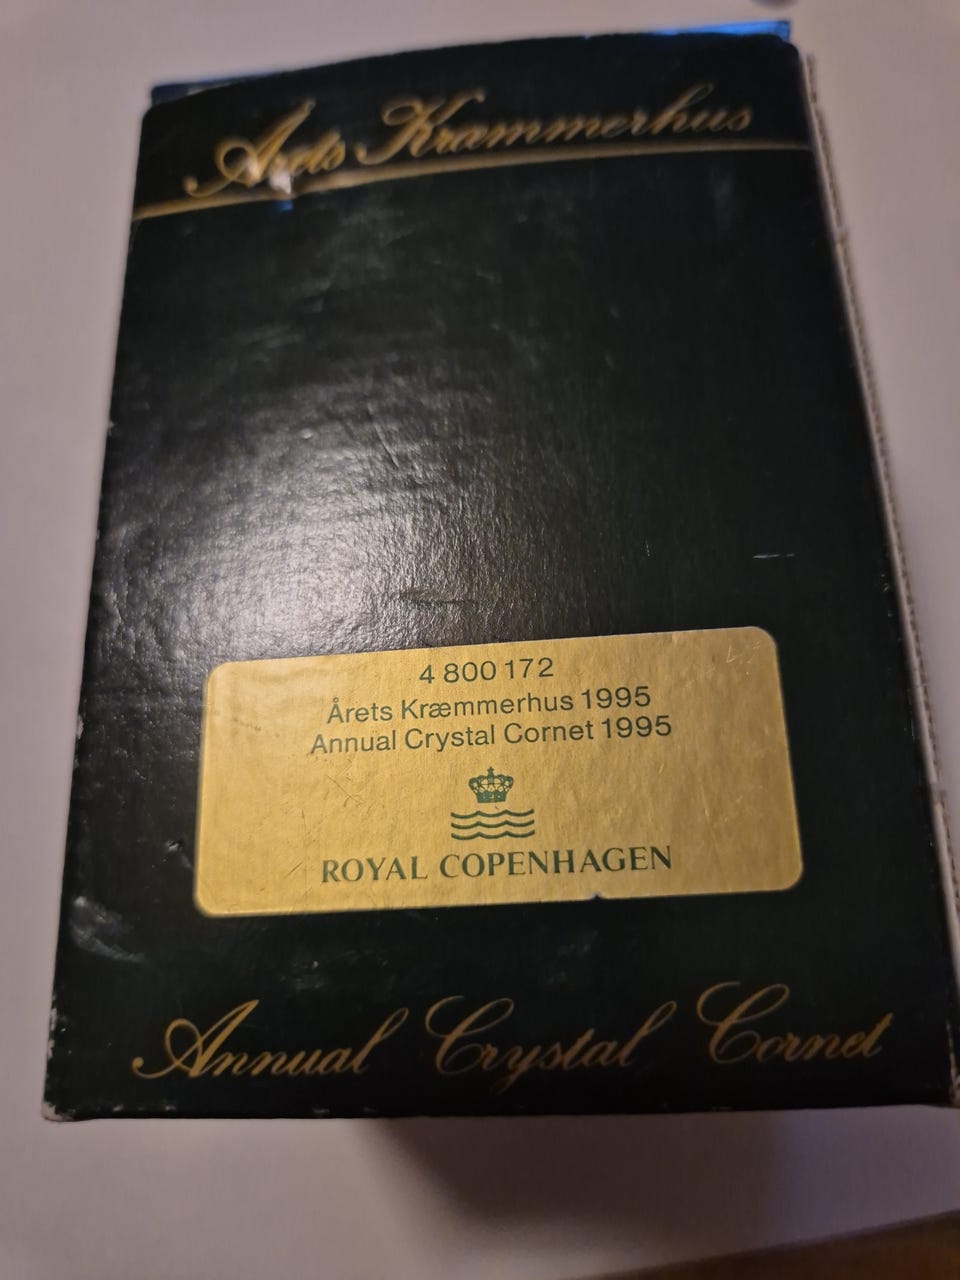 Årets Kræmmerhus
4 800 172
Årets Kræmmerhus 1995
Annual Crystal Cornet 1995
ROYAL COPENHAGEN
Annual Crystal Cornet